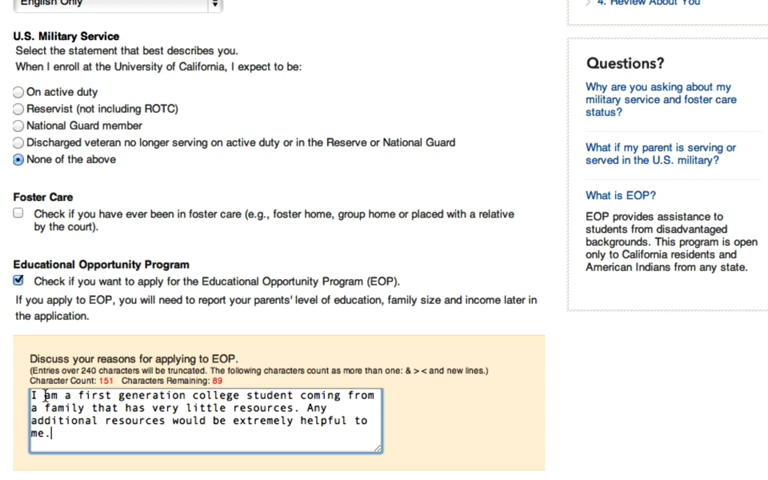 English Only
4. Review About You
U.S. Military Service
Select the statement that best describes you.
When I enroll at the University of California, I expect to be:
On active duty
Reservist (not including ROTC)
National Guard member
Discharged veteran no longer serving on active duty or in the Reserve or National Guard
None of the above
Foster Care
Check if you have ever been in foster care (e.g., foster home, group home or placed with a relative
by the court).
Educational Opportunity Program
Check if you want to apply for the Educational Opportunity Program (EOP).
If you apply to EOP, you will need to report your parents' level of education, family size and income later in
the application.
Discuss your reasons for applying to EOP.
(Entries over 240 characters will be truncated. The following characters count as more than one: & > < and new lines.)
Character Count: 151 Characters Remaining: 89
I am a first generation college student coming from
a family that has very little resources. Any
additional resources would be extremely helpful to
me.
Questions?
Why are you asking about my
military service and foster care
status?
What if my parent is serving or
served in the U.S. military?
What is EOP?
EOP provides assistance to
students from disadvantaged
backgrounds. This program is open
only to California residents and
American Indians from any state.